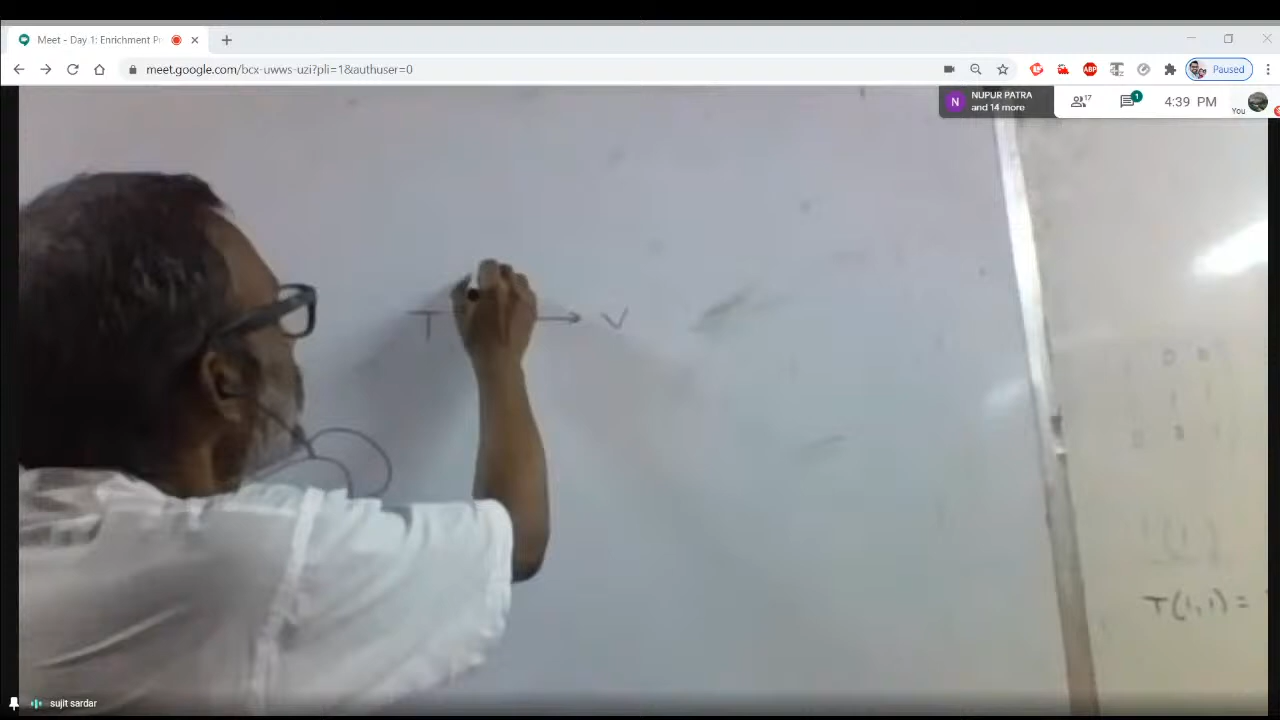 Meet - Day 1: Enrichment Pr
meet.google.com/bcx-uwws-uzi?pli=1&authuser=0
Paused
N NUPUR PATRA
and 14 more
17
1
4:39 PM
You
T → V
T(1,1) =
sujit sardar